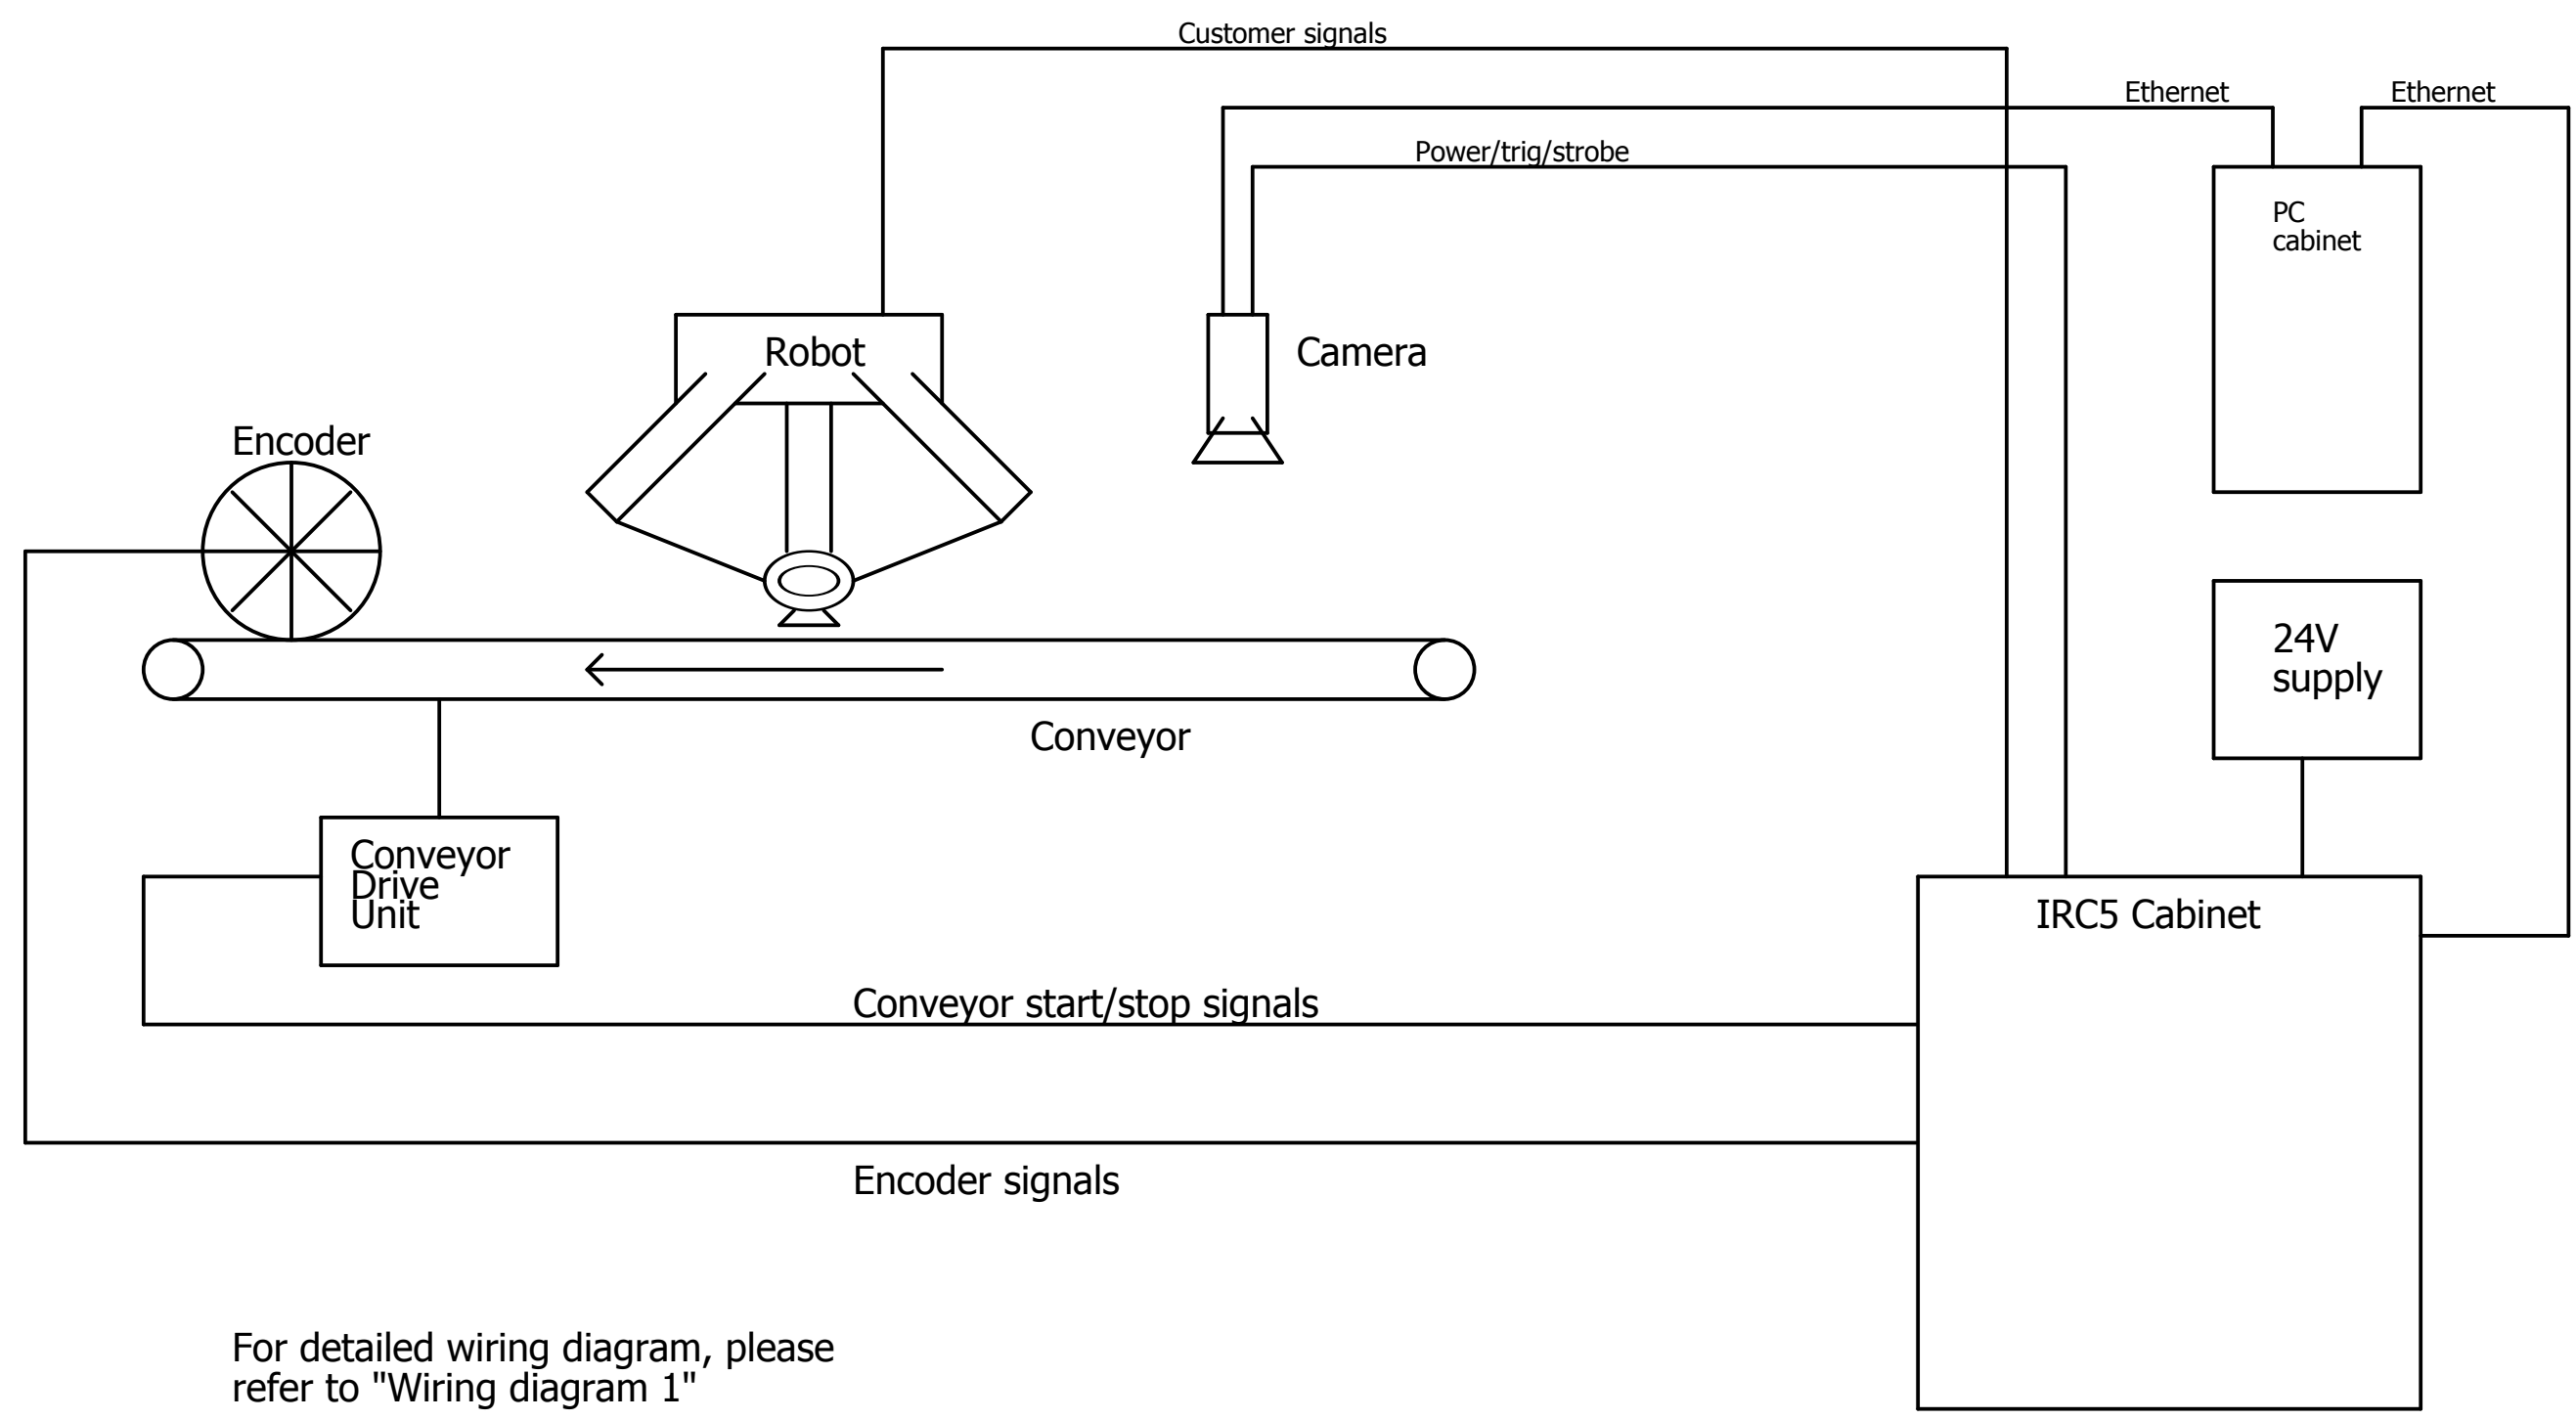 Customer signals
Ethernet
Ethernet
Power/trig/strobe
PC
cabinet
Robot
Camera
Encoder
24V
supply
Conveyor
Conveyor
Drive
Unit
IRC5 Cabinet
Conveyor start/stop signals
Encoder signals
For detailed wiring diagram, please
refer to "Wiring diagram 1"